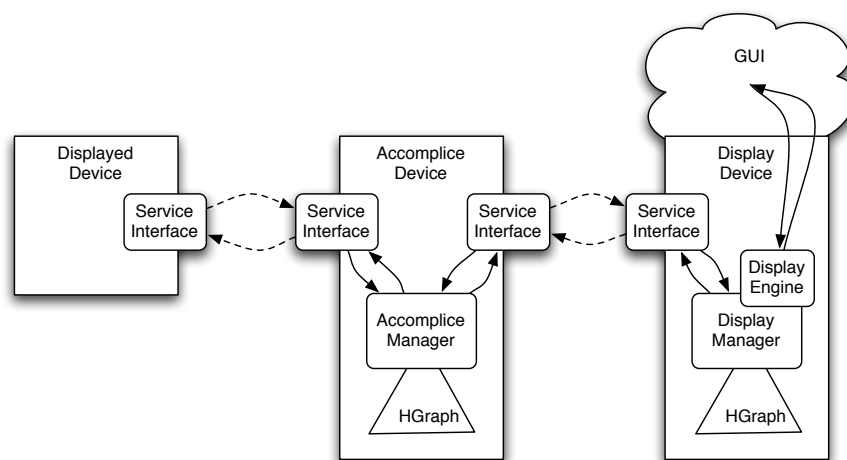 GUI
Displayed
Device
Accomplice
Device
Display
Device
Service
Interface
Service
Interface
Service
Interface
Service
Interface
Display
Engine
Accomplice
Manager
Display
Manager
HGraph
HGraph